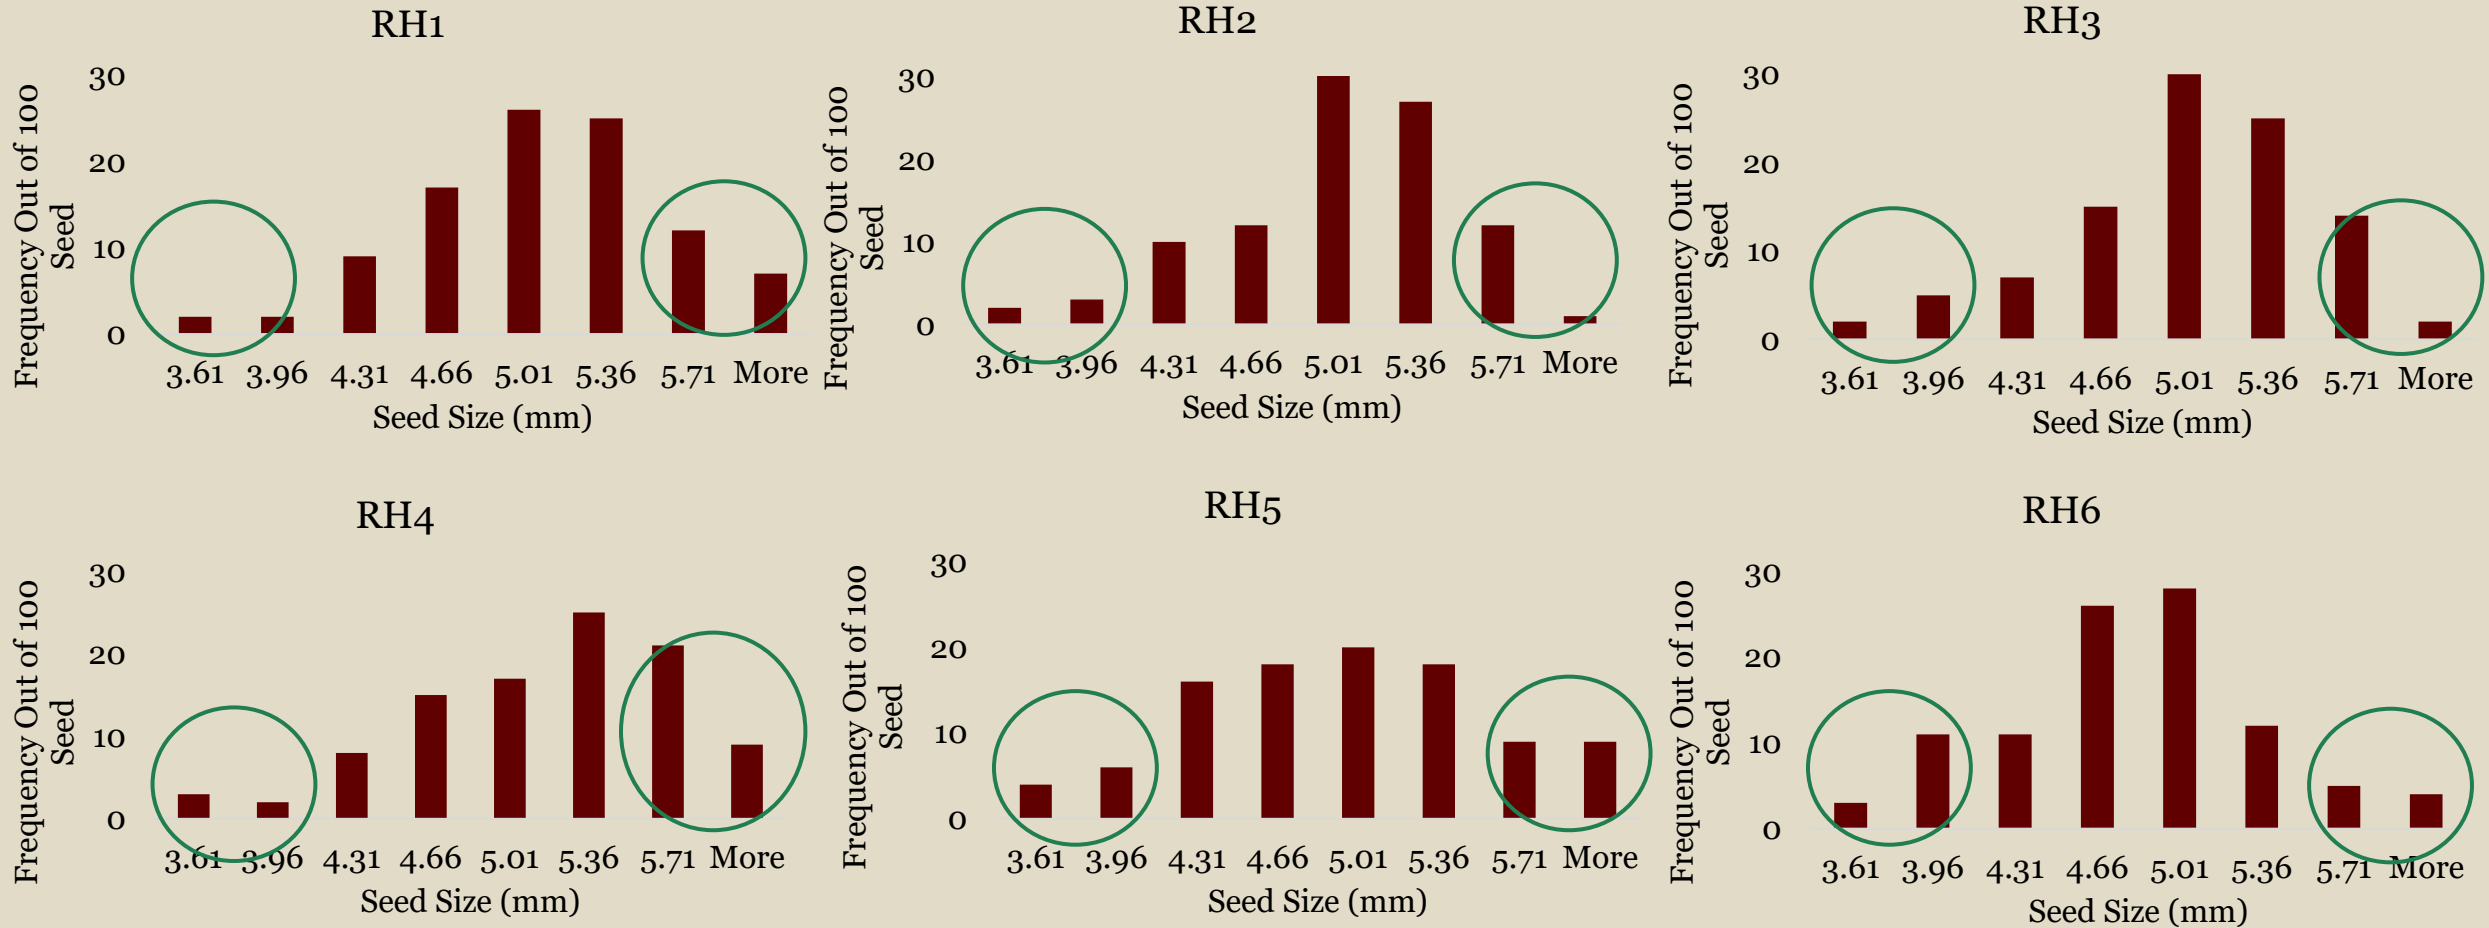 RH1
Frequency Out of 100
Seed
30
20
10
0
3.61 3.96 4.31 4.66 5.01 5.36 5.71 More
Seed Size (mm)
RH2
Frequency Out of 100
Seed
30
20
10
0
3.61 3.96 4.31 4.66 5.01 5.36 5.71 More
Seed Size (mm)
RH3
Frequency Out of 100
Seed
30
20
10
0
3.61 3.96 4.31 4.66 5.01 5.36 5.71 More
Seed Size (mm)
RH4
Frequency Out of 100
Seed
30
20
10
0
3.61 3.96 4.31 4.66 5.01 5.36 5.71 More
Seed Size (mm)
RH5
Frequency Out of 100
Seed
30
20
10
0
3.61 3.96 4.31 4.66 5.01 5.36 5.71 More
Seed Size (mm)
RH6
Frequency Out of 100
Seed
30
20
10
0
3.61 3.96 4.31 4.66 5.01 5.36 5.71 More
Seed Size (mm)